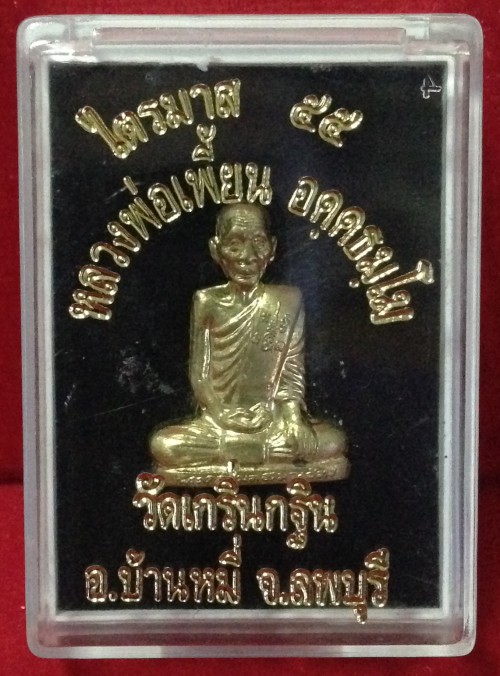 ไตรมาส ๕๕
หลวงพ่อเพี้ยน อคฺคธมฺโม
วัดเกริ่นกฐิน
อ.บ้านหมี่ จ.ลพบุรี